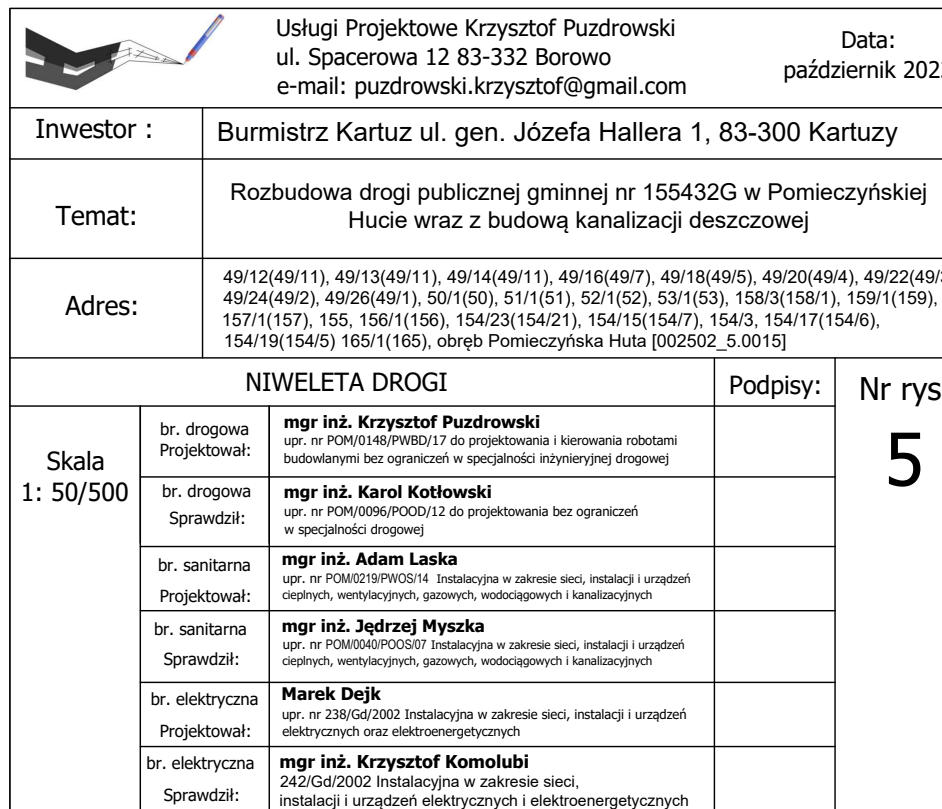 Usługi Projektowe Krzysztof Puzdrowski
ul. Spacerowa 12 83-332 Borowo
e-mail: puzdrowski.krzysztof@gmail.com
Data:
październik 202
Inwestor :
Burmistrz Kartuz ul. gen. Józefa Hallera 1, 83-300 Kartuzy
Temat:
Rozbudowa drogi publicznej gminnej nr 155432G w Pomieczyńskiej
Hucie wraz z budową kanalizacji deszczowej
Adres:
49/12(49/11), 49/13(49/11), 49/14(49/11), 49/16(49/7), 49/18(49/5), 49/20(49/4), 49/22(49/3
49/24(49/2), 49/26(49/1), 50/1(50), 51/1(51), 52/1(52), 53/1(53), 158/3(158/1), 159/1(159),
157/1(157), 155, 156/1(156), 154/23(154/21), 154/15(154/7), 154/3, 154/17(154/6),
154/19(154/5) 165/1(165), obręb Pomieczyńska Huta [002502_5.0015]
NIWELETA DROGI
Podpisy:
Nr rys
5
Skala
1: 50/500
br. drogowa
Projektował:
mgr inż. Krzysztof Puzdrowski
upr. nr POM/0148/PWBD/17 do projektowania i kierowania robotami
budowlanymi bez ograniczeń w specjalności inżynieryjnej drogowej
br. drogowa
Sprawdził:
mgr inż. Karol Kotłowski
upr. nr POM/0096/POOD/12 do projektowania bez ograniczeń
w specjalności drogowej
br. sanitarna
Projektował:
mgr inż. Adam Laska
upr. nr POM/0219/PWOS/14 Instalacyjna w zakresie sieci, instalacji i urządzeń
cieplnych, wentylacyjnych, gazowych, wodociągowych i kanalizacyjnych
br. sanitarna
Sprawdził:
mgr inż. Jędrzej Myszka
upr. nr POM/0040/POOS/07 Instalacyjna w zakresie sieci, instalacji i urządzeń
cieplnych, wentylacyjnych, gazowych, wodociągowych i kanalizacyjnych
br. elektryczna
Projektował:
Marek Dejk
upr. nr 238/Gd/2002 Instalacyjna w zakresie sieci, instalacji i urządzeń
elektrycznych oraz elektroenergetycznych
br. elektryczna
Sprawdził:
mgr inż. Krzysztof Komolubi
242/Gd/2002 Instalacyjna w zakresie sieci,
instalacji i urządzeń elektrycznych i elektroenergetycznych